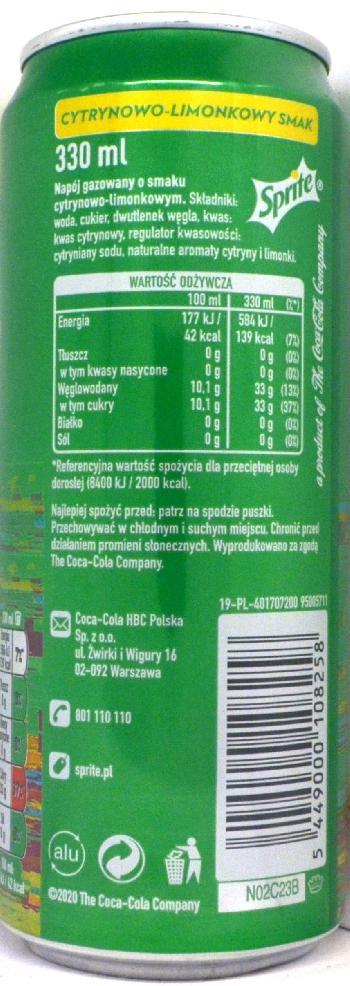 CYTRYNOWO-LIMONKOWY SMAK
330 ml
Sprite®
Napój gazowany o smaku
cytrynowo-limonkowym. Składniki:
woda, cukier, dwutlenek węgla, kwas:
kwas cytrynowy, regulator kwasowości:
cytryniany sodu, naturalne aromaty cytryny i limonki.
a product of The Coca-Cola Company
WARTOŚĆ ODŻYWCZA
100 ml 330 ml (%*)
Energia 177 kJ / 584 kJ /
42 kcal 139 kcal (7%)
Tłuszcz 0 g 0 g (0%)
w tym kwasy nasycone 0 g 0 g (0%)
Węglowodany 10,1 g 33 g (13%)
w tym cukry 10,1 g 33 g (37%)
Białko 0 g 0 g (0%)
Sól 0 g 0 g (0%)
*Referencyjna wartość spożycia dla przeciętnej osoby
dorosłej (8400 kJ / 2000 kcal).
Najlepiej spożyć przed: patrz na spodzie puszki.
Przechowywać w chłodnym i suchym miejscu. Chronić przed
działaniem promieni słonecznych. Wyprodukowano za zgodą
The Coca-Cola Company.
19-PL-401707200 95005711
Coca-Cola HBC Polska
Sp. z o.o.
ul. Żwirki i Wigury 16
02-092 Warszawa
801 110 110
sprite.pl
5 449000 108258
alu
N02C23B
©2020 The Coca-Cola Company